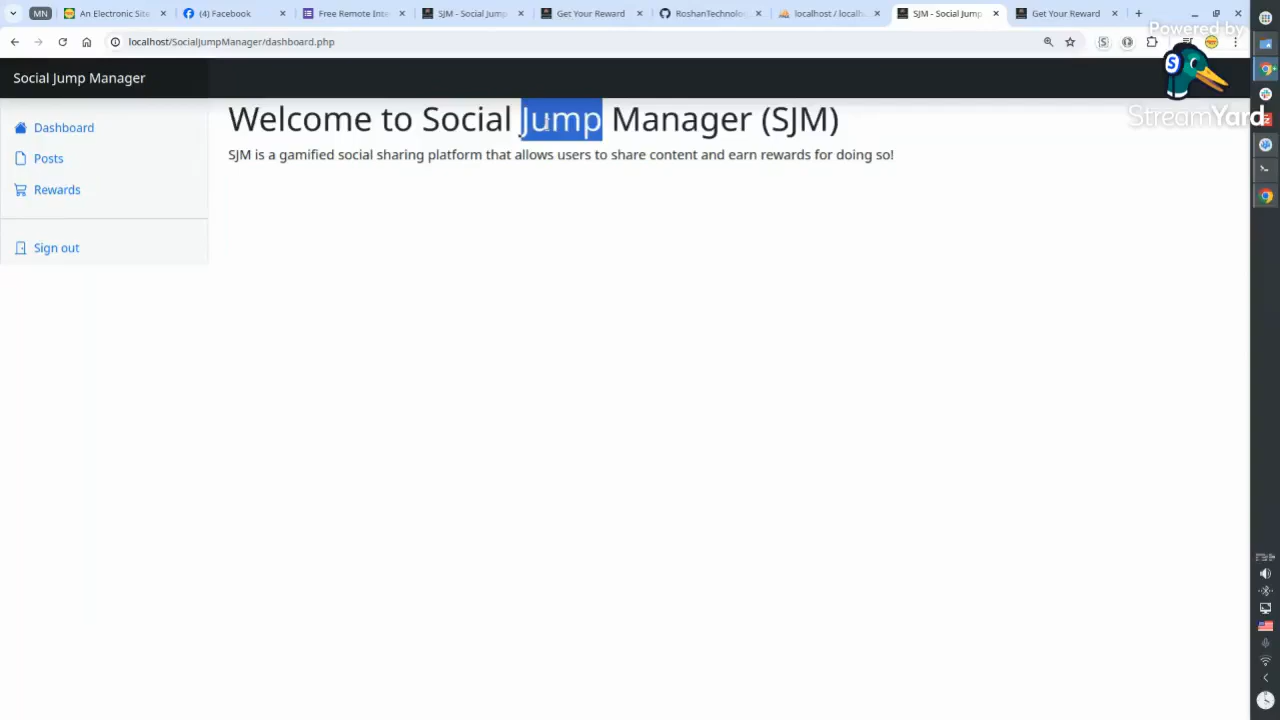 MN
An Electronic Site
(4) Facebook
Free Remote Inte
SJM - Social Jump
Get Your Reward
RoshanTechnolog
localhost / localh
SJM - Social Jump
Get Your Reward
localhost/SocialJumpManager/dashboard.php
Powered by
S
StreamYard
Social Jump Manager
Dashboard
Posts
Rewards
Sign out
Welcome to Social Jump Manager (SJM)
SJM is a gamified social sharing platform that allows users to share content and earn rewards for doing so!